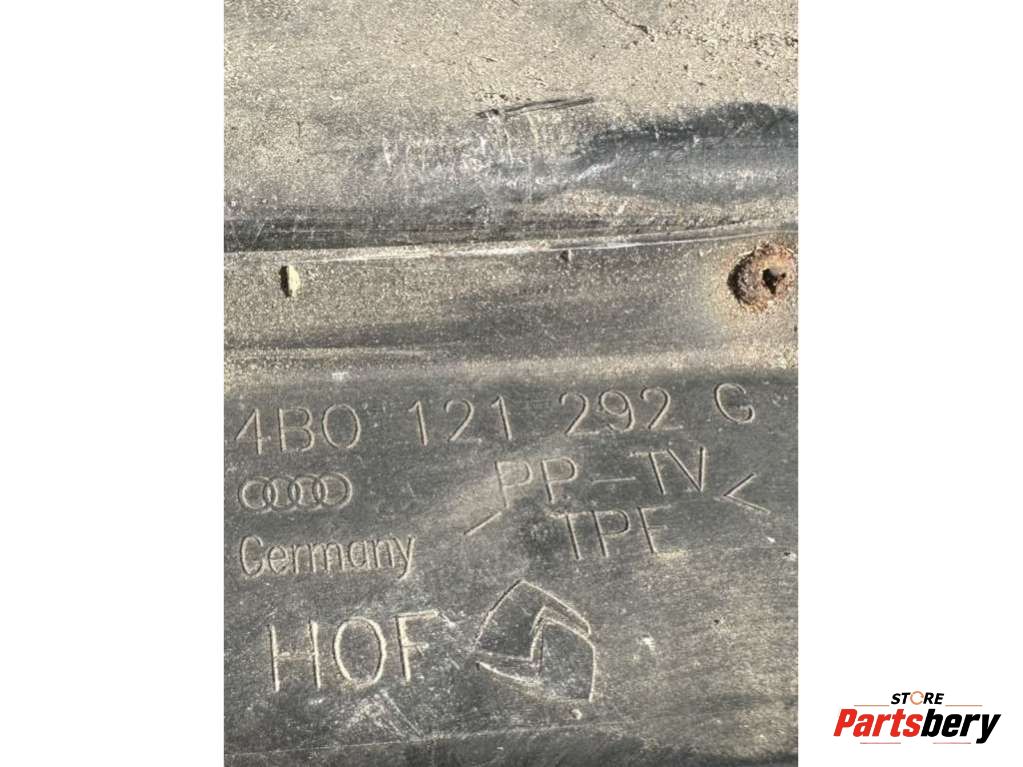 4B0 121 292 G
>PP-TV
TPE<
Germany
HOF
STORE
Partsbery